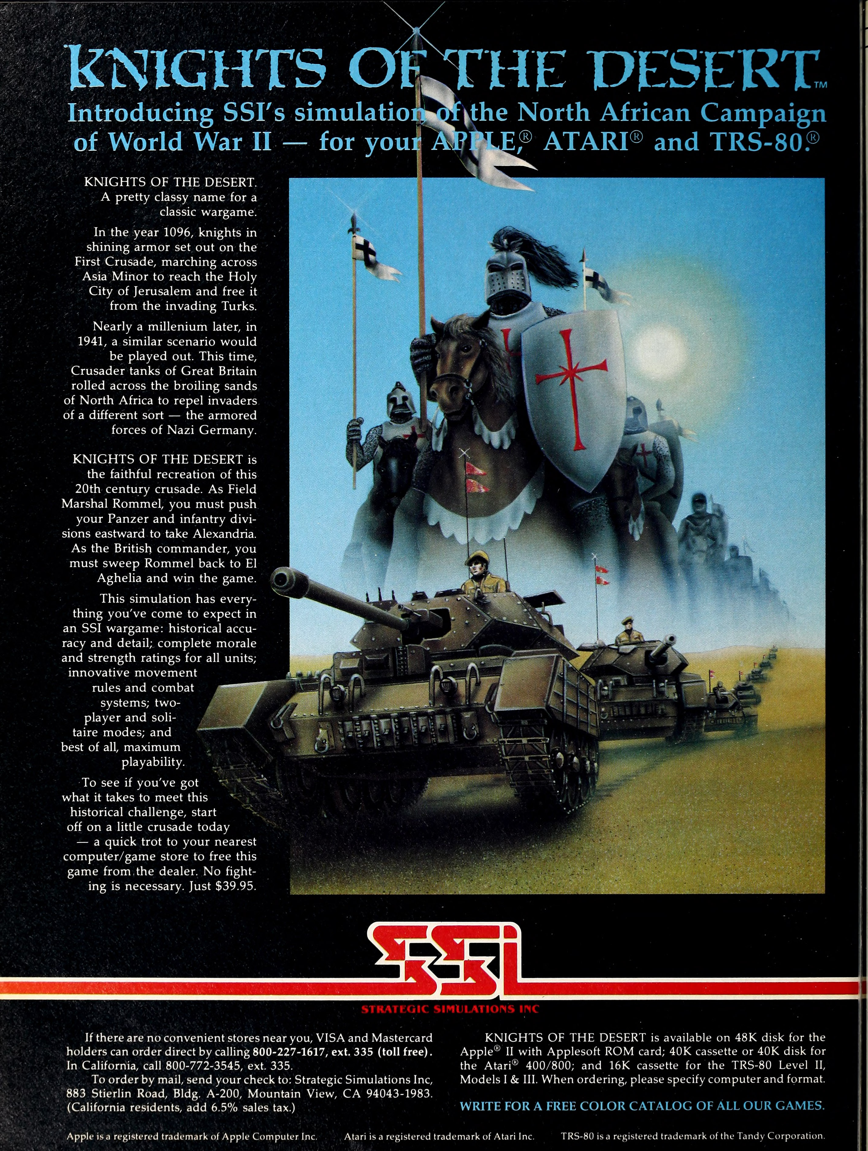 KNIGHTS OF THE DESERT™
Introducing SSI's simulation of the North African Campaign
of World War II — for your APPLE,® ATARI® and TRS-80.®
KNIGHTS OF THE DESERT.
A pretty classy name for a
classic wargame.
In the year 1096, knights in
shining armor set out on the
First Crusade, marching across
Asia Minor to reach the Holy
City of Jerusalem and free it
from the invading Turks.
Nearly a millenium later, in
1941, a similar scenario would
be played out. This time,
Crusader tanks of Great Britain
rolled across the broiling sands
of North Africa to repel invaders
of a different sort — the armored
forces of Nazi Germany.
KNIGHTS OF THE DESERT is
the faithful recreation of this
20th century crusade. As Field
Marshal Rommel, you must push
your Panzer and infantry divi-
sions eastward to take Alexandria.
As the British commander, you
must sweep Rommel back to El
Aghelia and win the game.
This simulation has every-
thing you've come to expect in
an SSI wargame: historical accu-
racy and detail; complete morale
and strength ratings for all units;
innovative movement
rules and combat
systems; two-
player and soli-
taire modes; and
best of all, maximum
playability.
To see if you've got
what it takes to meet this
historical challenge, start
off on a little crusade today
— a quick trot to your nearest
computer/game store to free this
game from the dealer. No fight-
ing is necessary. Just $39.95.
SSI
STRATEGIC SIMULATIONS INC
If there are no convenient stores near you, VISA and Mastercard
holders can order direct by calling 800-227-1617, ext. 335 (toll free).
In California, call 800-772-3545, ext. 335.
To order by mail, send your check to: Strategic Simulations Inc,
883 Stierlin Road, Bldg. A-200, Mountain View, CA 94043-1983.
(California residents, add 6.5% sales tax.)
KNIGHTS OF THE DESERT is available on 48K disk for the
Apple® II with Applesoft ROM card; 40K cassette or 40K disk for
the Atari® 400/800; and 16K cassette for the TRS-80 Level II,
Models I & III. When ordering, please specify computer and format.
WRITE FOR A FREE COLOR CATALOG OF ALL OUR GAMES.
Apple is a registered trademark of Apple Computer Inc. Atari is a registered trademark of Atari Inc. TRS-80 is a registered trademark of the Tandy Corporation.